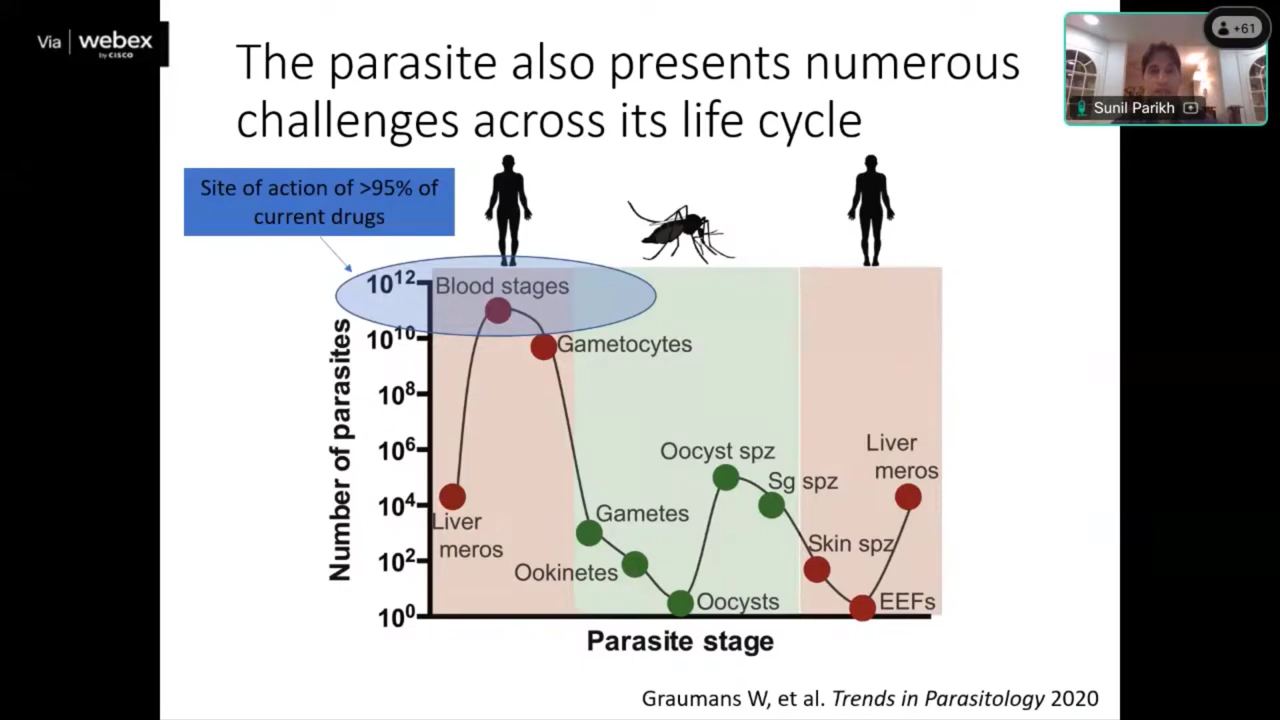 Via | webex
by CISCO
+61
Sunil Parikh
The parasite also presents numerous
challenges across its life cycle
Site of action of >95% of
current drugs
Number of parasites
10¹²
10¹⁰
10⁸
10⁶
10⁴
10²
10⁰
Blood stages
Gametocytes
Liver
meros
Gametes
Ookinetes
Oocysts
Oocyst spz
Sg spz
Skin spz
EEFs
Liver
meros
Parasite stage
Graumans W, et al. Trends in Parasitology 2020